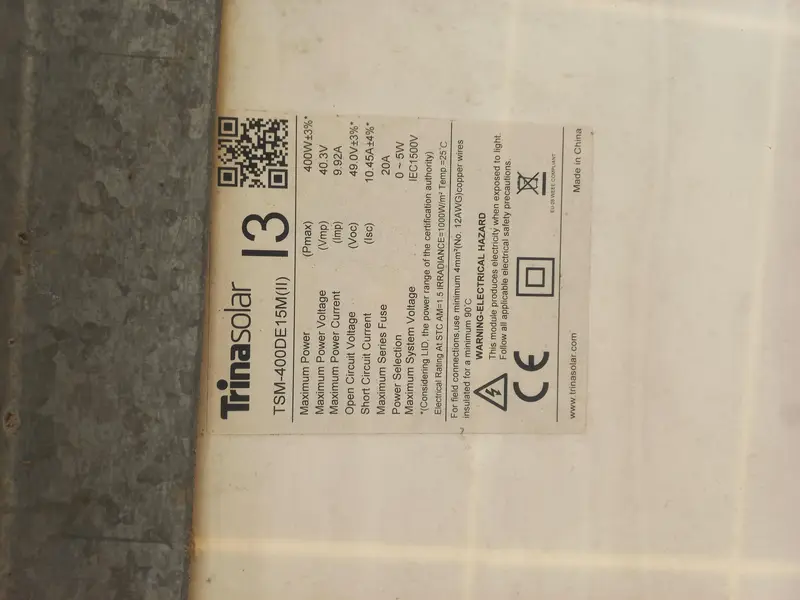 Trinasolar I3
TSM-400DE15M(II)
Maximum Power (Pmax) 400W±3%*
Maximum Power Voltage (Vmp) 40.3V
Maximum Power Current (Imp) 9.92A
Open Circuit Voltage (Voc) 49.0V±3%*
Short Circuit Current (Isc) 10.45A±4%*
Maximum Series Fuse 20A
Power Selection 0 ~ 5W
Maximum System Voltage IEC1500V
*(Considering LID, the power range of the certification authority)
Electrical Rating At STC AM=1.5 IRRADIANCE=1000W/m² Temp =25℃
For field connections,use minimum 4mm²(No. 12AWG)copper wires
insulated for a minimum 90℃
WARNING-ELECTRICAL HAZARD
This module produces electricity when exposed to light.
Follow all applicable electrical safety precautions.
CE
EU-28 WEEE COMPLIANT
www.trinasolar.com Made in China